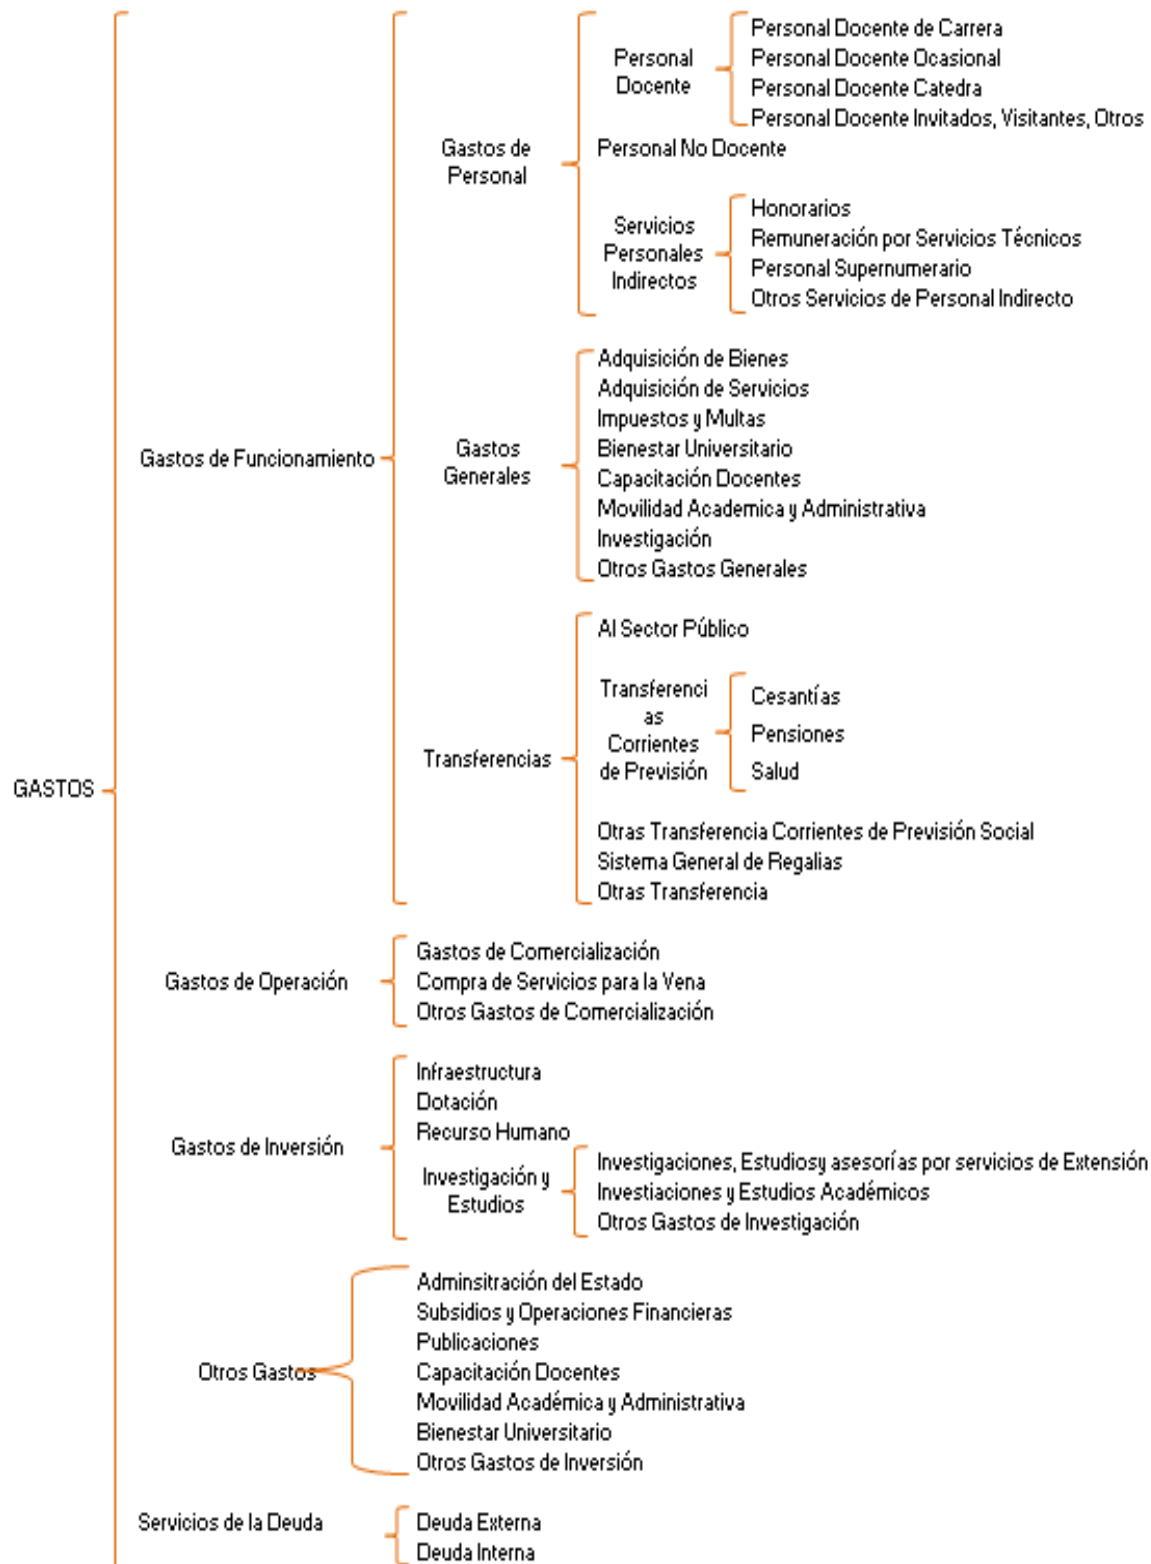 Personal Docente de Carrera
Personal
Docente
Personal Docente Ocasional
Personal Docente Catedra
Personal Docente Invitados, Visitantes, Otros
Gastos de
Personal
Personal No Docente
Servicios
Personales
Indirectos
Honorarios
Remuneración por Servicios Técnicos
Personal Supernumerario
Otros Servicios de Personal Indirecto
Gastos de Funcionamiento
Gastos
Generales
Adquisición de Bienes
Adquisición de Servicios
Impuestos y Multas
Bienestar Universitario
Capacitación Docentes
Movilidad Academica y Administrativa
Investigación
Otros Gastos Generales
Transferencias
Al Sector Público
Transferenci
as
Corrientes
de Previsión
Cesantías
Pensiones
Salud
Otras Transferencia Corrientes de Previsión Social
Sistema General de Regalias
Otras Transferencia
GASTOS
Gastos de Operación
Gastos de Comercialización
Compra de Servicios para la Vena
Otros Gastos de Comercialización
Gastos de Inversión
Infraestructura
Dotación
Recurso Humano
Investigación y
Estudios
Investigaciones, Estudiosy asesorías por servicios de Extensión
Investiaciones y Estudios Académicos
Otros Gastos de Investigación
Otros Gastos
Adminsitración del Estado
Subsidios y Operaciones Financieras
Publicaciones
Capacitación Docentes
Movilidad Académica y Administrativa
Bienestar Universitario
Otros Gastos de Inversión
Servicios de la Deuda
Deuda Externa
Deuda Interna